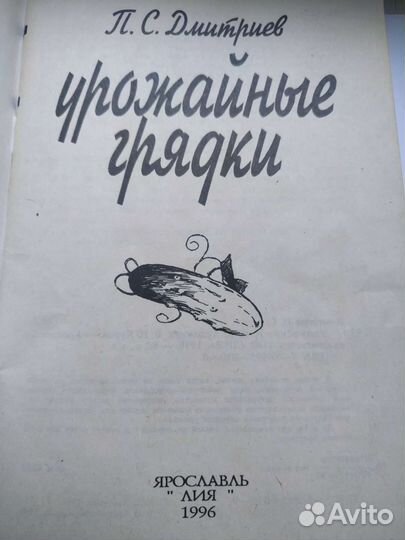 П. С. Дмитриев
урожайные
грядки
ЯРОСЛАВЛЬ
" ЛИЯ "
1996
Avito